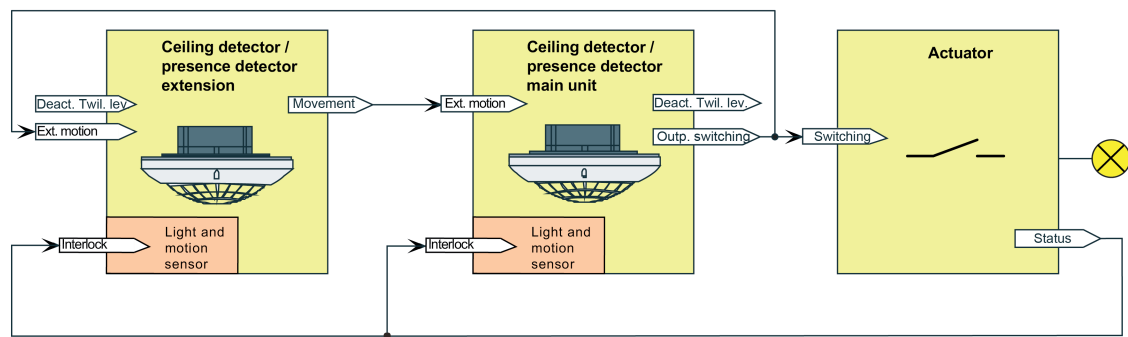 Ceiling detector /
presence detector
extension
Deact. Twil. lev.
Ext. motion
Movement
Interlock
Light and
motion
sensor
Ceiling detector /
presence detector
main unit
Ext. motion
Deact. Twil. lev.
Outp. switching
Interlock
Light and
motion
sensor
Actuator
Switching
Status